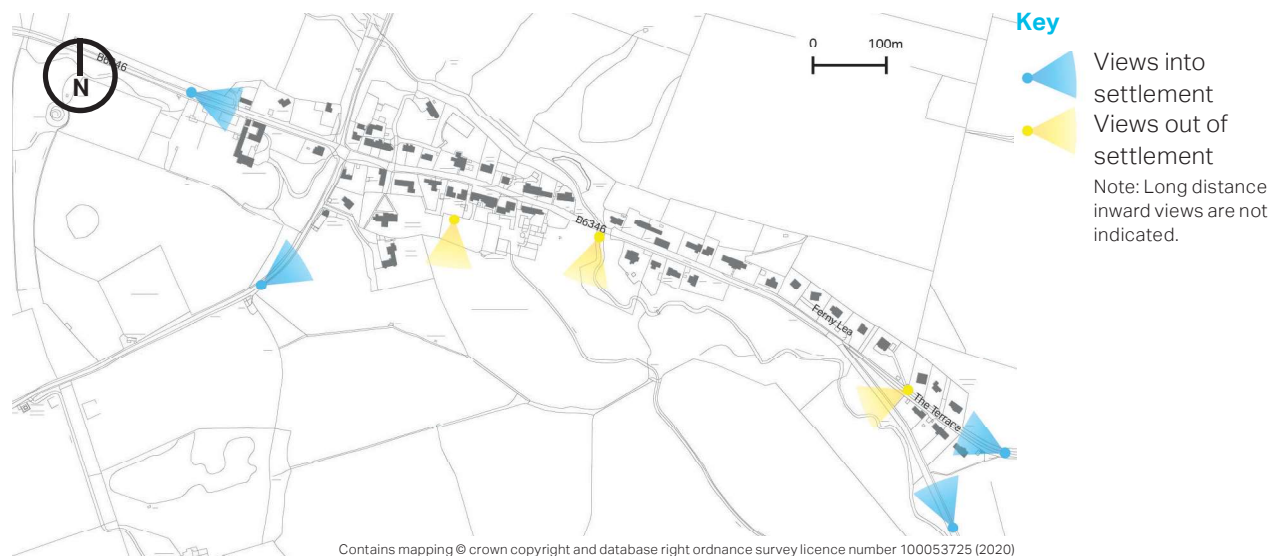 Key
Views into
settlement
Views out of
settlement
Note: Long distance
inward views are not
indicated.
0 100m
B6346
N
B6346
Ferny Lea
The Terrace
Contains mapping © crown copyright and database right ordnance survey licence number 100053725 (2020)